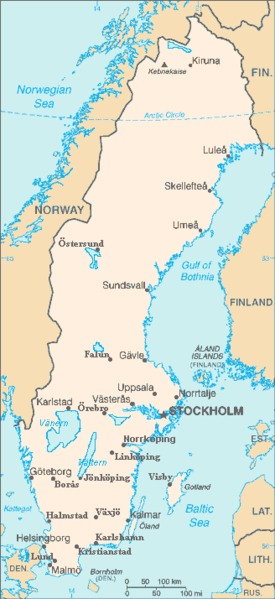 Norwegian
Sea
Kebnekaise
Kiruna
FIN.
Arctic Circle
Luleå
Skellefteå
NORWAY
Umeå
Östersund
Gulf of
Bothnia
Sundsvall
FINLAND
Falun
Gävle
ÅLAND
ISLANDS
(FINLAND)
Uppsala
Norrtalje
Karlstad
Västerås
Örebro
STOCKHOLM
Vänern
Norrköping
EST
Vättern
Linköping
Göteborg
Borås
Jönköping
Visby
Gotland
Kattegat
Halmstad
Växjö
Kalmar
Öland
Baltic
Sea
LAT.
Helsingborg
Karlshamn
Kristianstad
Lund
Malmö
LITH.
DEN.
Bornholm
(DEN.)
0 50 100 km
0 50 100 mi
RUS.